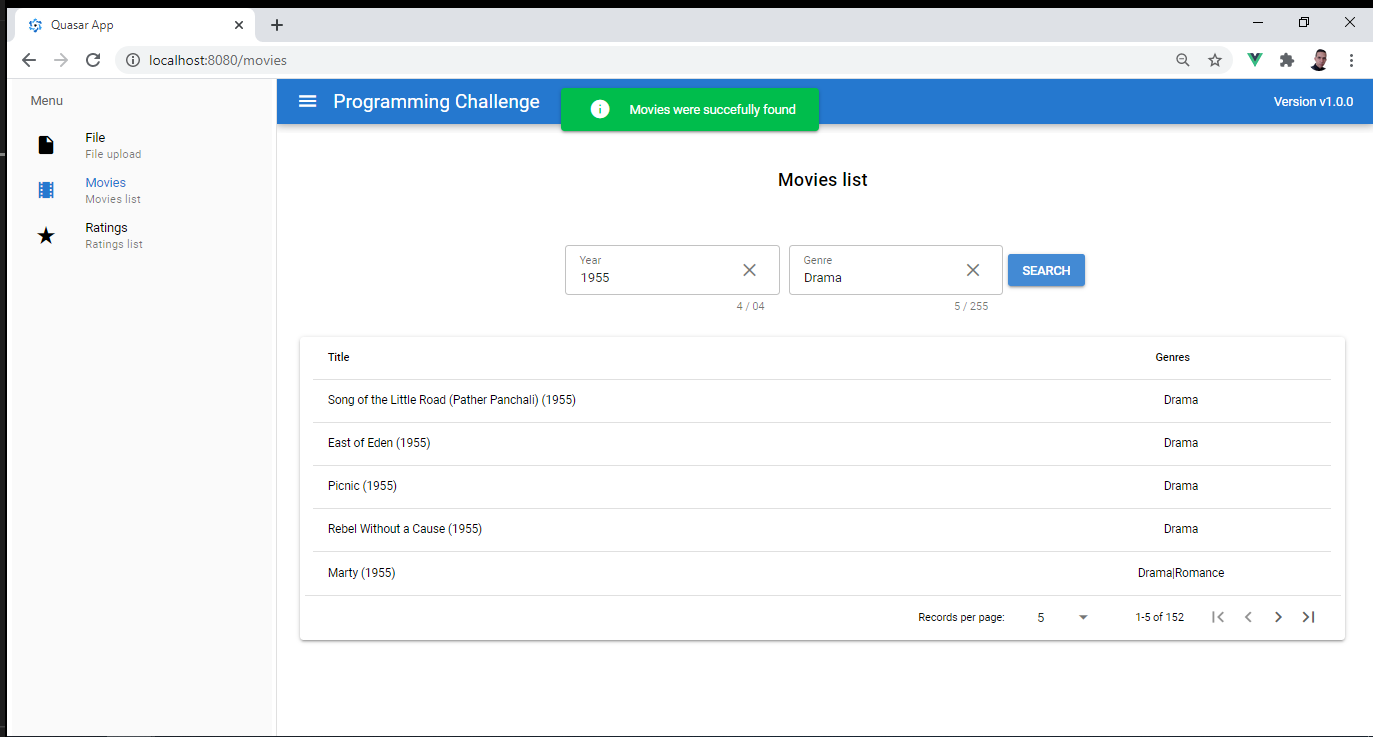 Quasar App
localhost:8080/movies
Menu
File
File upload
Movies
Movies list
Ratings
Ratings list
Programming Challenge
Movies were succefully found
Version v1.0.0
Movies list
Year
1955
4 / 04
Genre
Drama
5 / 255
SEARCH
Title Genres
Song of the Little Road (Pather Panchali) (1955) Drama
East of Eden (1955) Drama
Picnic (1955) Drama
Rebel Without a Cause (1955) Drama
Marty (1955) Drama|Romance
Records per page: 5 1-5 of 152